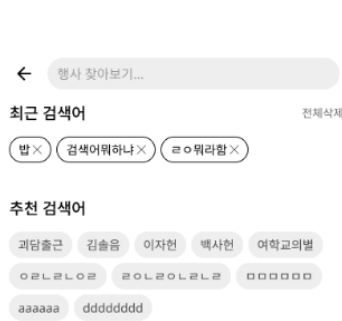 행사 찾아보기...
최근 검색어 전체삭제
밥 검색어뭐하냐 ㄹㅇ뭐라함
추천 검색어
괴담출근 김솔음 이자헌 백사헌 여학교의별
ㅇㄹㄴㄹㄴㅇㄹ ㄹㅇㄴㄹㅇㄴㄹㄴㄹ ㅁㅁㅁㅁㅁㅁ
aaaaaa dddddddd